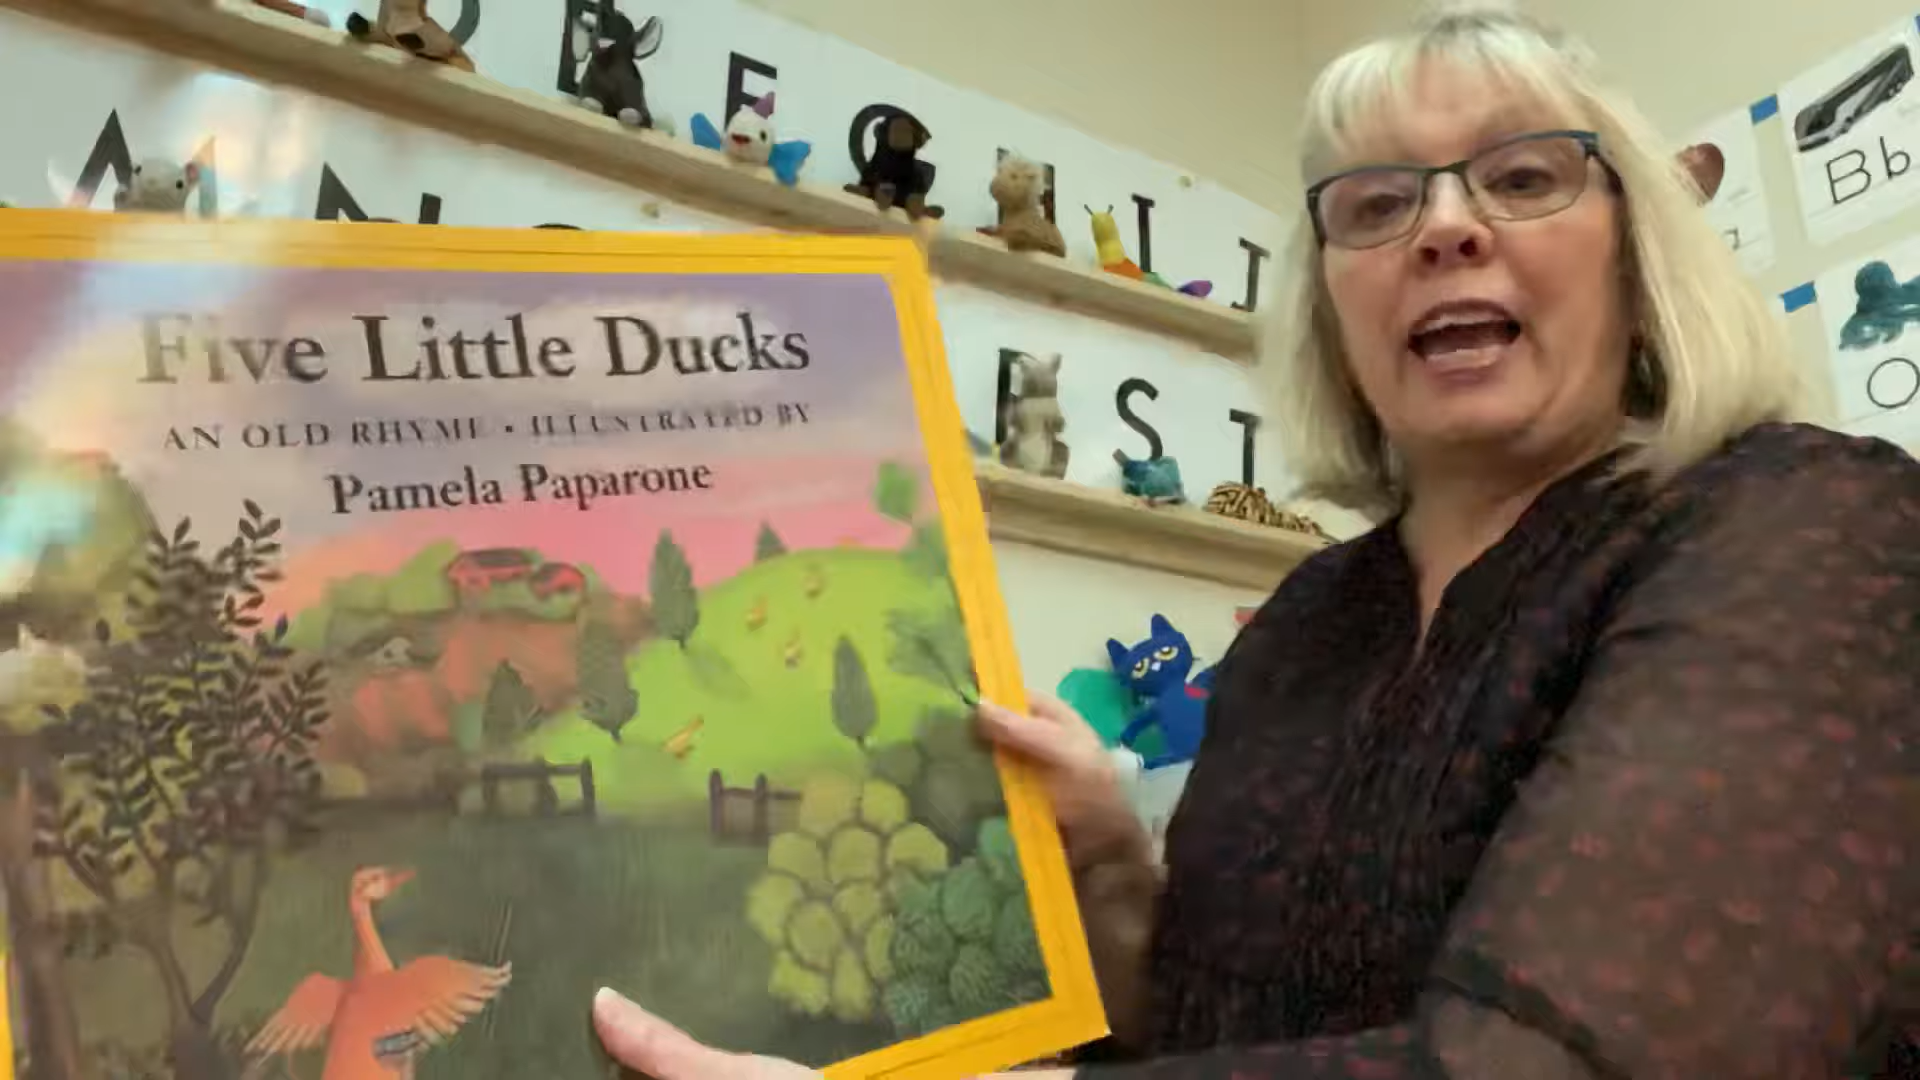 E
G H I J
S T
Bb
O
Five Little Ducks
AN OLD RHYME • ILLUSTRATED BY
Pamela Paparone